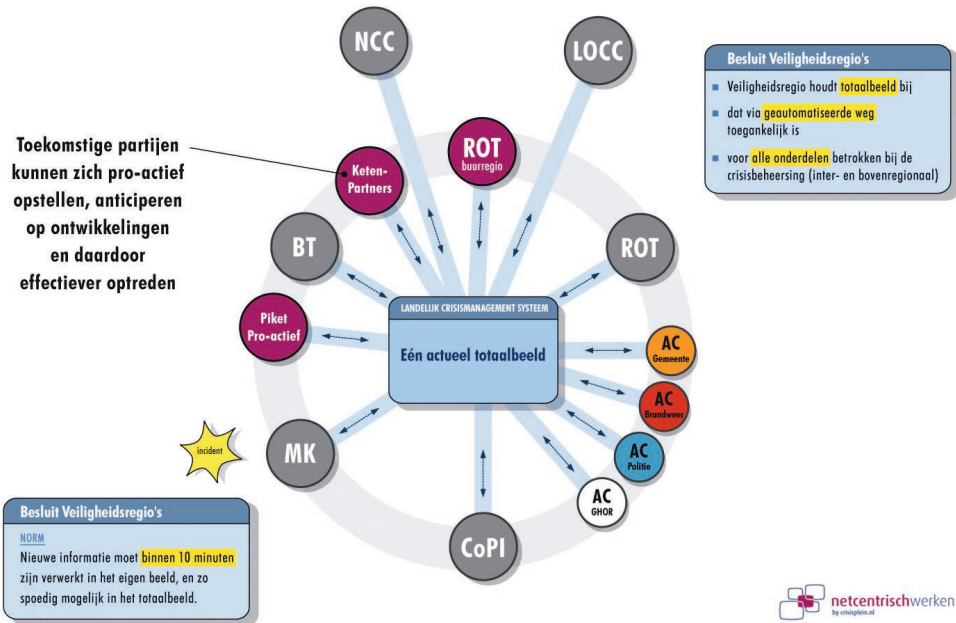 NCC
LOCC
Besluit Veiligheidsregio's
Veiligheidsregio houdt totaalbeeld bij
dat via geautomatiseerde weg
toegankelijk is
voor alle onderdelen betrokken bij de
crisisbeheersing (inter- en bovenregionaal)
Toekomstige partijen
kunnen zich pro-actief
opstellen, anticiperen
op ontwikkelingen
en daardoor
effectiever optreden
Keten-
Partners
ROT
buurregio
BT
ROT
Piket
Pro-actief
LANDELIJK CRISISMANAGEMENT SYSTEEM
Eén actueel totaalbeeld
AC
Gemeente
AC
Brandweer
AC
Politie
AC
GHOR
MK
CoPI
incident
Besluit Veiligheidsregio's
NORM
Nieuwe informatie moet binnen 10 minuten
zijn verwerkt in het eigen beeld, en zo
spoedig mogelijk in het totaalbeeld.
netcentrischwerken
by crisisplein.nl